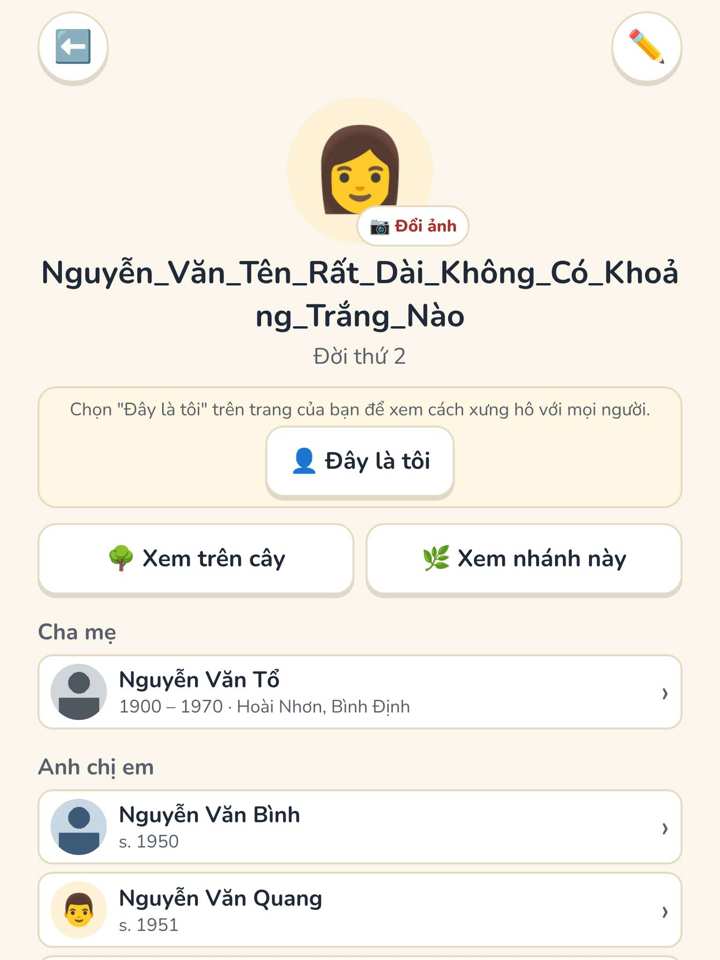 Đổi ảnh
Nguyễn_Văn_Tên_Rất_Dài_Không_Có_Khoả
ng_Trắng_Nào
Đời thứ 2
Chọn "Đây là tôi" trên trang của bạn để xem cách xưng hô với mọi người.
Đây là tôi
Xem trên cây
Xem nhánh này
Cha mẹ
Nguyễn Văn Tổ
1900 – 1970 · Hoài Nhơn, Bình Định
Anh chị em
Nguyễn Văn Bình
s. 1950
Nguyễn Văn Quang
s. 1951